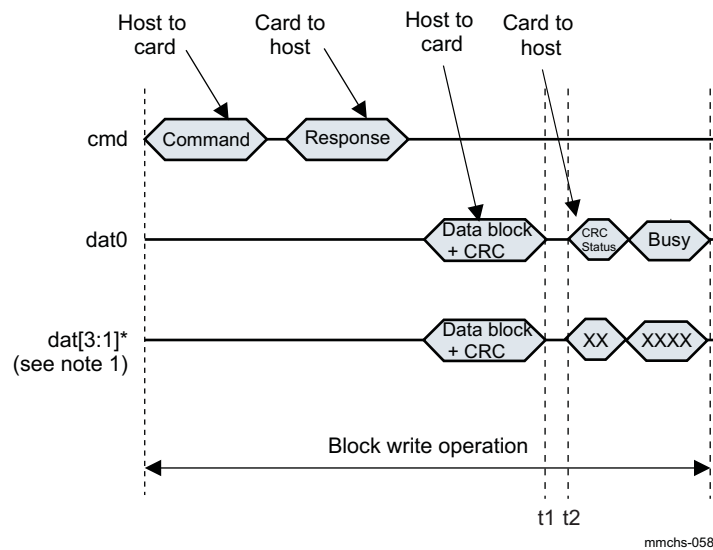 Host to
card
Card to
host
Host to
card
Card to
host
cmd
Command
Response
dat0
Data block
+ CRC
CRC
Status
Busy
dat[3:1]*
(see note 1)
Data block
+ CRC
XX
XXXX
Block write operation
t1 t2
mmchs-058